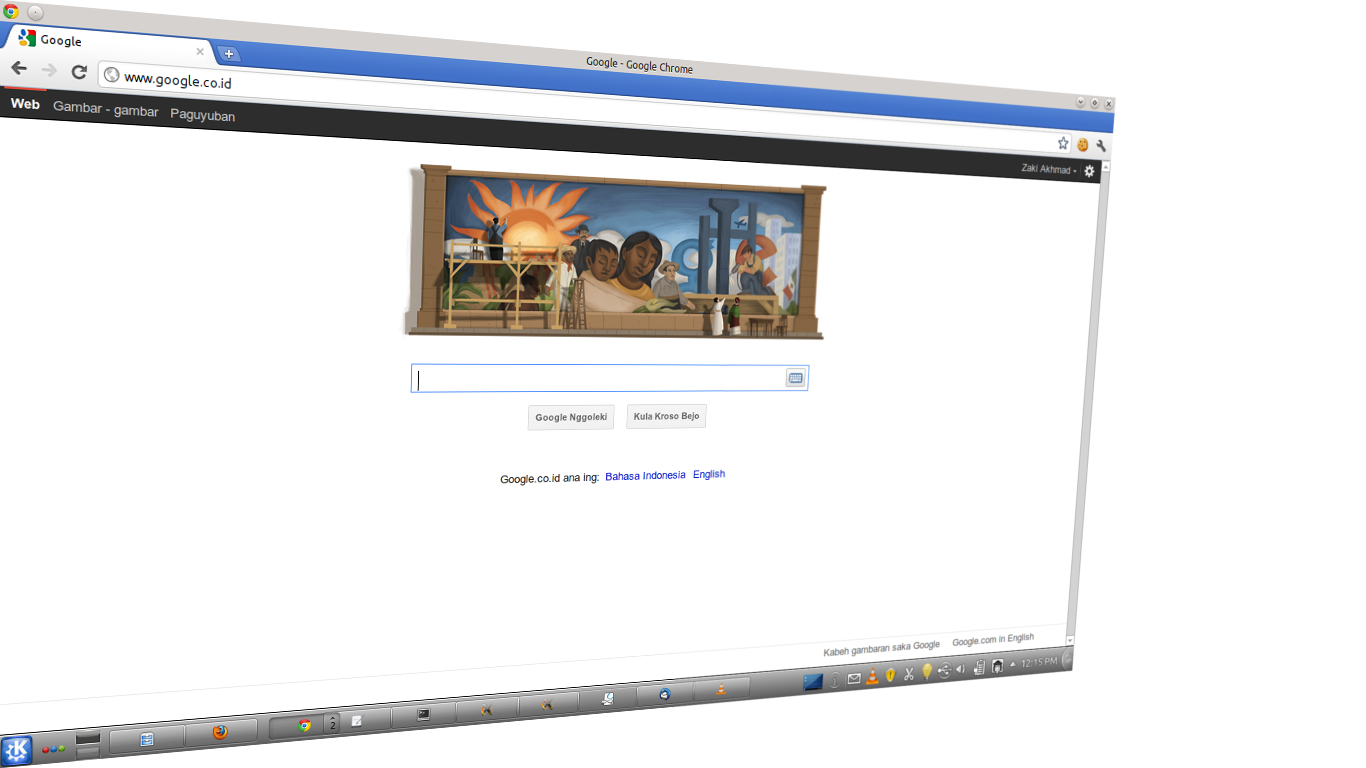 Google - Google Chrome
Google
www.google.co.id
Web Gambar - gambar Paguyuban
Zaki Akhmad
Google Nggoleki Kula Kroso Bejo
Google.co.id ana ing: Bahasa Indonesia English
Kabeh gambaran saka Google Google.com in English
2
12:15 PM